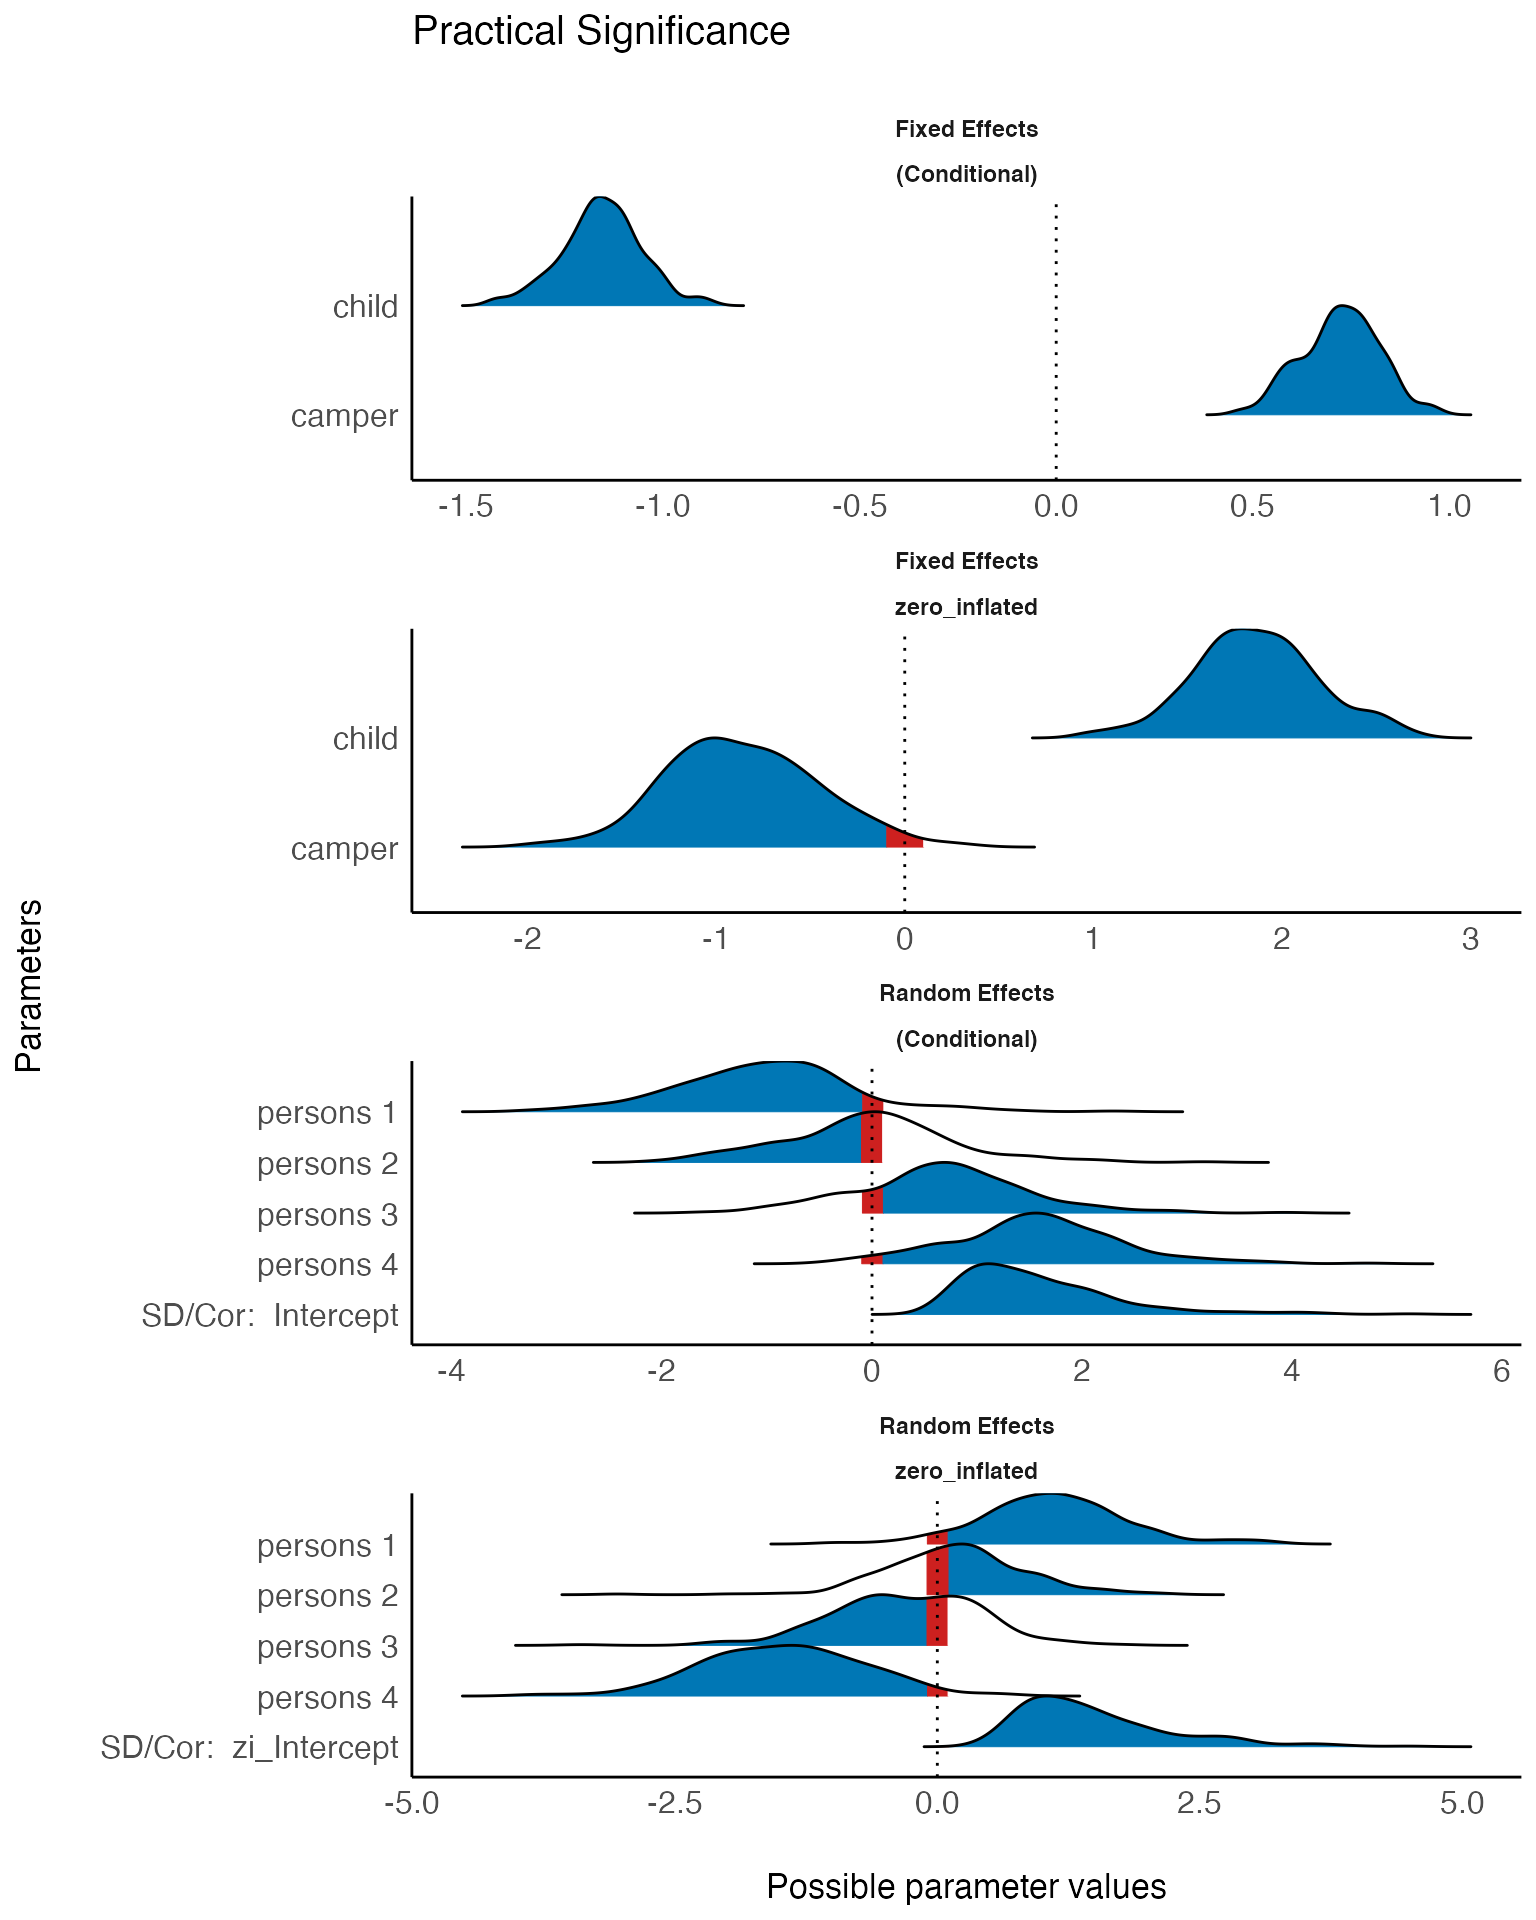 Practical Significance
Fixed Effects
(Conditional)
child
camper
-1.5 -1.0 -0.5 0.0 0.5 1.0
Fixed Effects
zero_inflated
child
camper
-2 -1 0 1 2 3
Parameters
Random Effects
(Conditional)
persons 1
persons 2
persons 3
persons 4
SD/Cor: Intercept
-4 -2 0 2 4 6
Random Effects
zero_inflated
persons 1
persons 2
persons 3
persons 4
SD/Cor: zi_Intercept
-5.0 -2.5 0.0 2.5 5.0
Possible parameter values